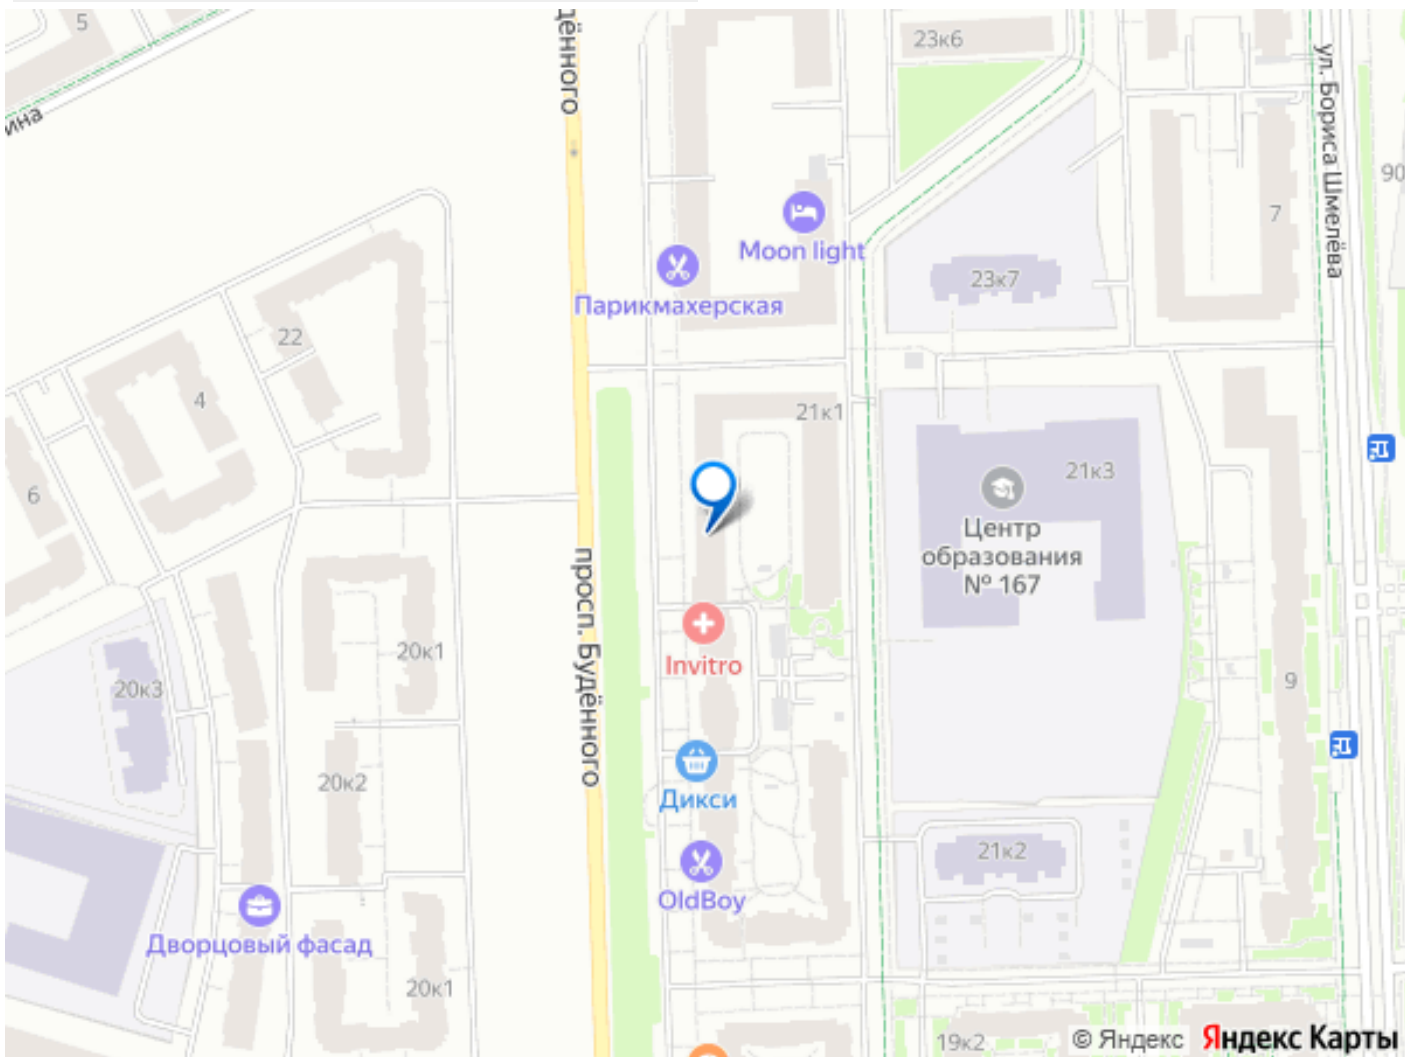 5
дённого
23к6
ул. Бориса Шмелёва
ина
90
7
Moon light
23к7
Парикмахерская
22
4
21к1
6
21к3
Центр
образования
№ 167
просп. Будённого
20к1
Invitro
20к3
9
20к2
Дикси
21к2
OldBoy
Дворцовый фасад
20к1
19к2
© Яндекс
Яндекс Карты